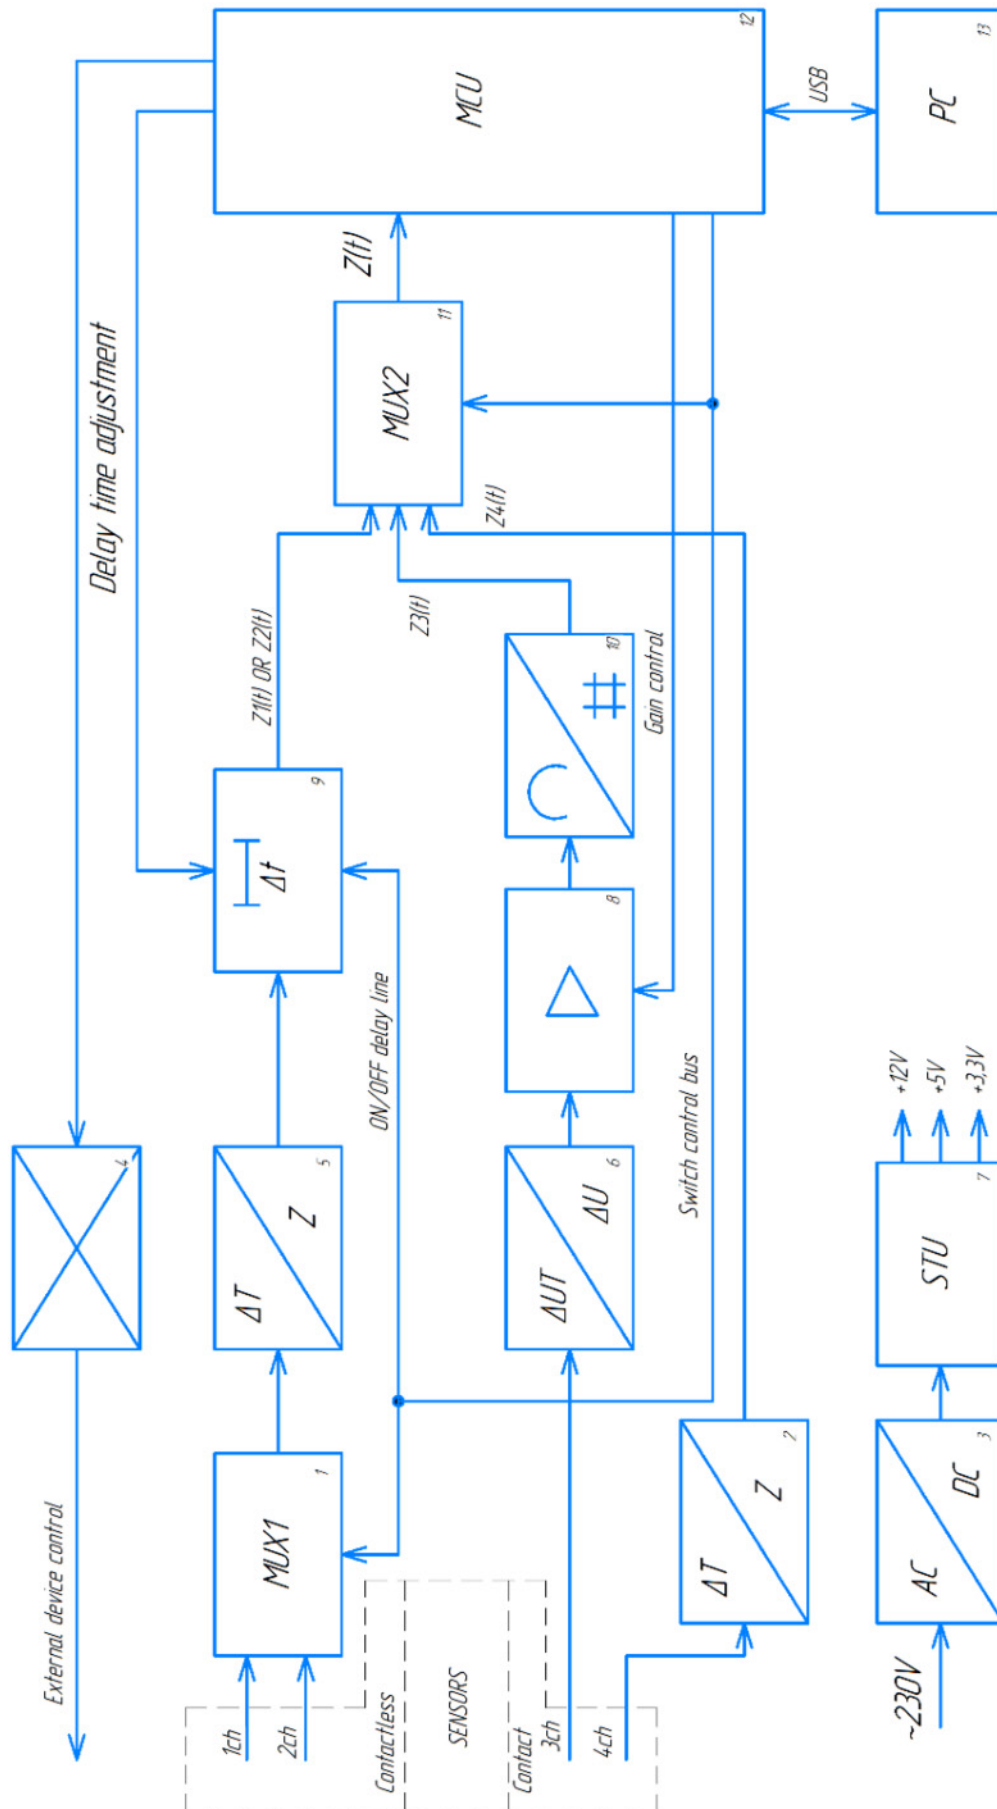 External device control
4
Delay time adjustment
1ch
2ch
MUX1
1
ΔT
Z
5
Δt
9
Z1(t) OR Z2(t)
ON/OFF delay line
Contactless
SENSORS
Contact
3ch
4ch
ΔUT
ΔU
6
8
#
10
Z3(t)
Z4(t)
MUX2
11
Z(t)
MCU
12
Gain control
Switch control bus
ΔT
Z
2
~230V
AC
DC
3
STU
7
+12V
+5V
+3,3V
USB
PC
13